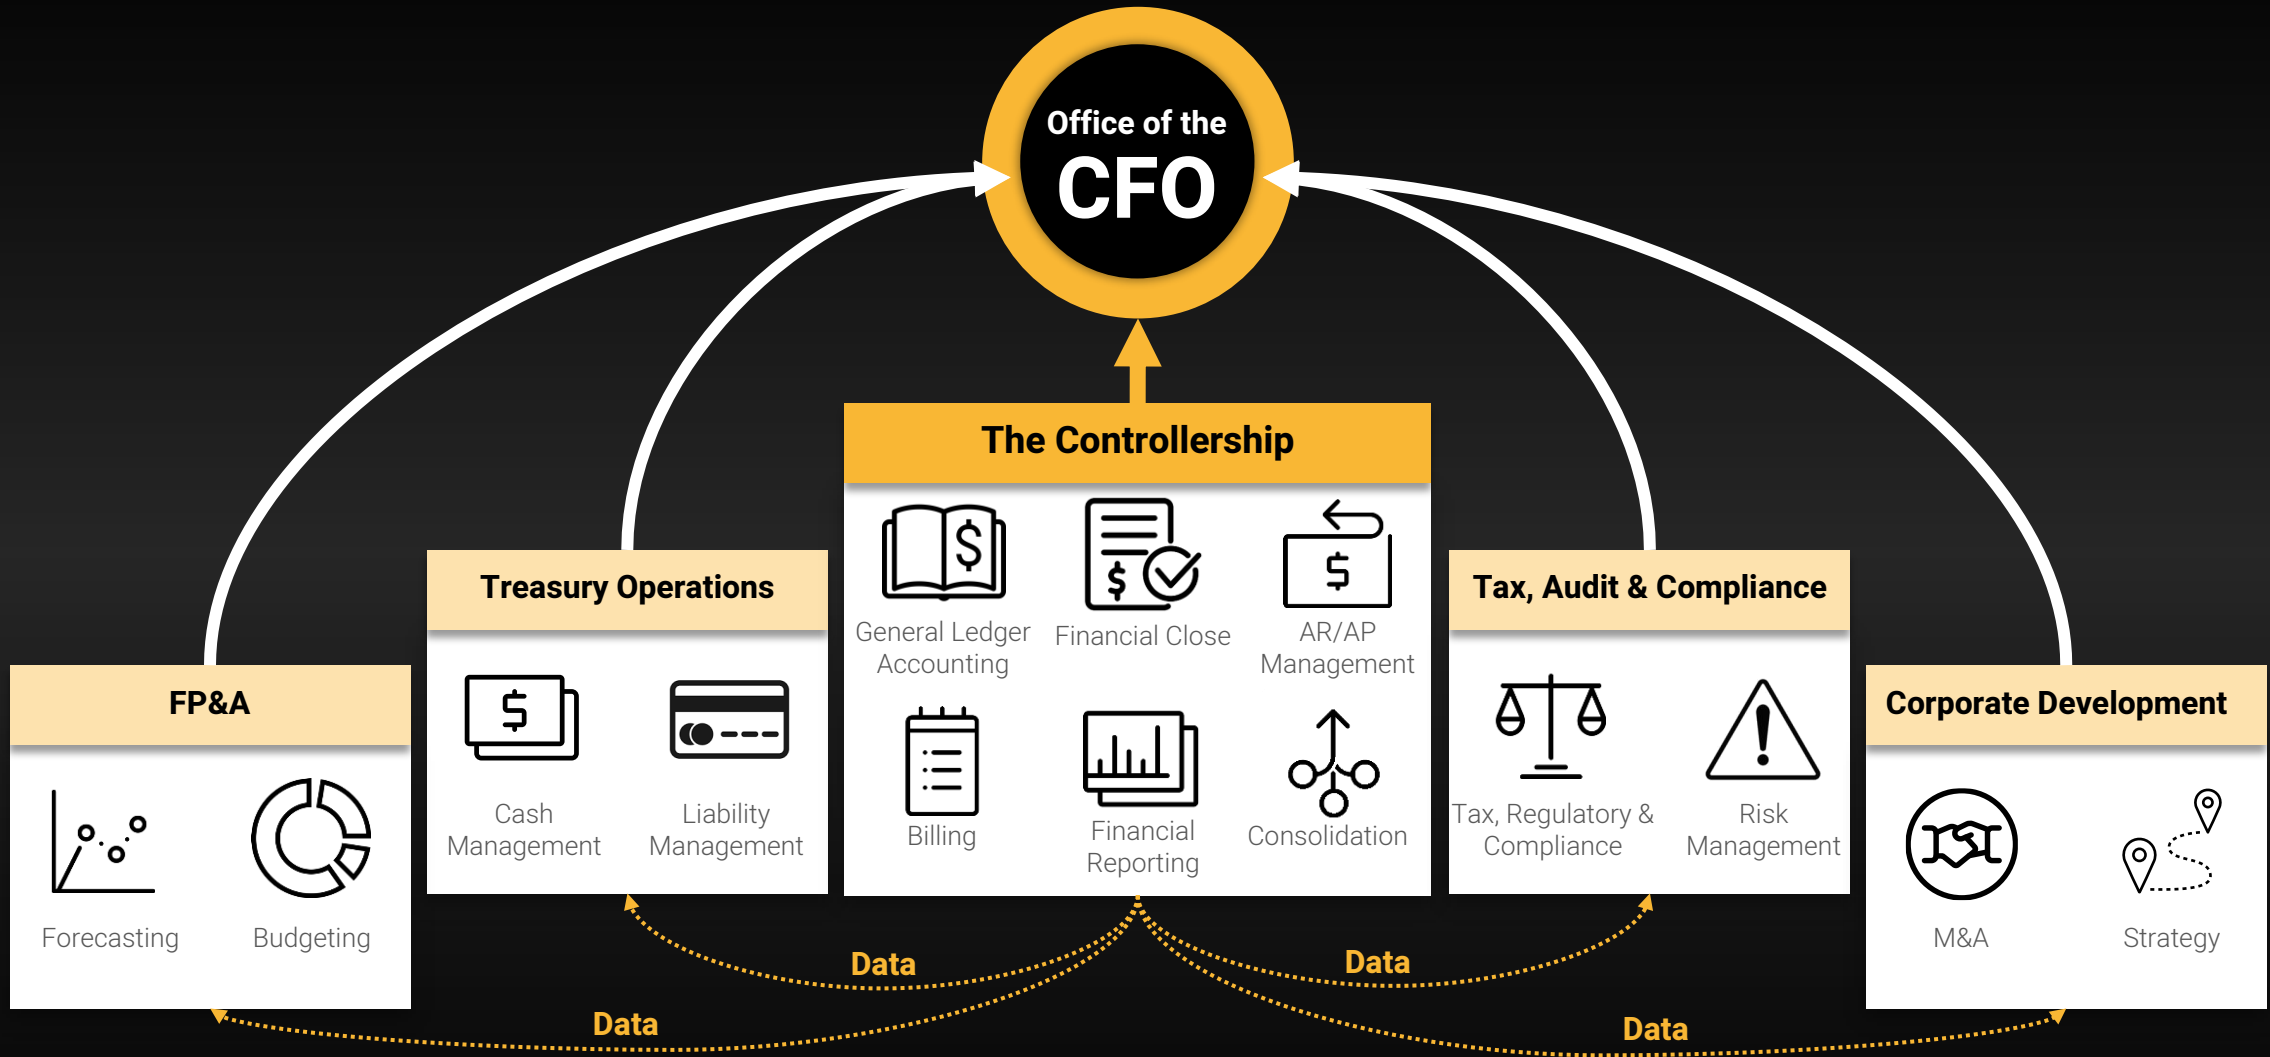 Office of the
CFO
The Controllership
General Ledger
Accounting
Financial Close
AR/AP
Management
Billing
Financial
Reporting
Consolidation
Treasury Operations
Cash
Management
Liability
Management
Tax, Audit & Compliance
Tax, Regulatory &
Compliance
Risk
Management
FP&A
Forecasting
Budgeting
Corporate Development
M&A
Strategy
Data
Data
Data
Data